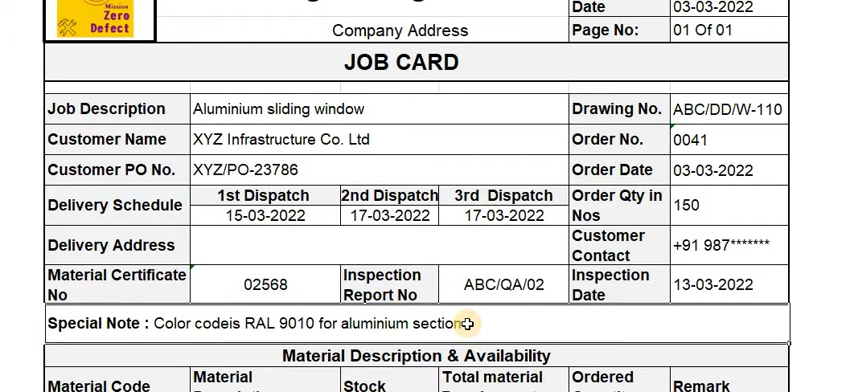 Mission
Zero
Defect
Date 03-03-2022
Company Address Page No: 01 Of 01
JOB CARD
Job Description Aluminium sliding window Drawing No. ABC/DD/W-110
Customer Name XYZ Infrastructure Co. Ltd Order No. 0041
Customer PO No. XYZ/PO-23786 Order Date 03-03-2022
Delivery Schedule 1st Dispatch 2nd Dispatch 3rd Dispatch Order Qty in Nos 150
15-03-2022 17-03-2022 17-03-2022
Delivery Address Customer Contact +91 987*******
Material Certificate No 02568 Inspection Report No ABC/QA/02 Inspection Date 13-03-2022
Special Note : Color codeis RAL 9010 for aluminium section
Material Description & Availability
Material Code Material Stock Total material Ordered Remark